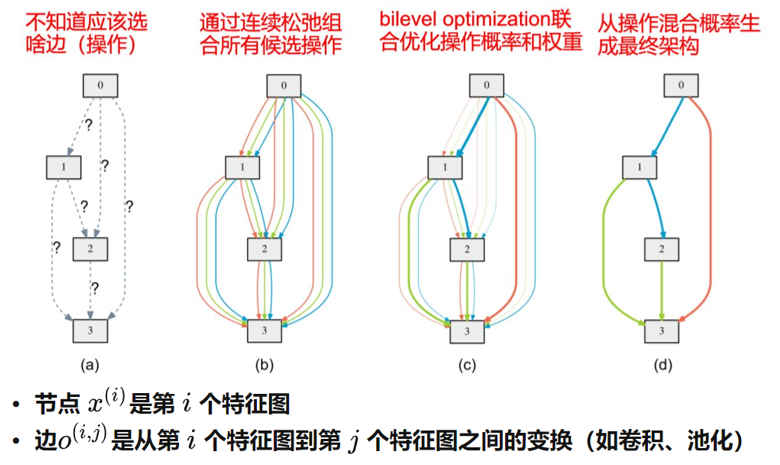 不知道应该选
啥边（操作）
通过连续松弛组
合所有候选操作
bilevel optimization联
合优化操作概率和权重
从操作混合概率生
成最终架构
0
?
1
?
?
?
?
2
?
3
(a)
0
1
2
3
(b)
0
1
2
3
(c)
0
1
2
3
(d)
• 节点 x^{(i)}是第 i 个特征图
• 边o^{(i,j)}是从第 i 个特征图到第 j 个特征图之间的变换（如卷积、池化）